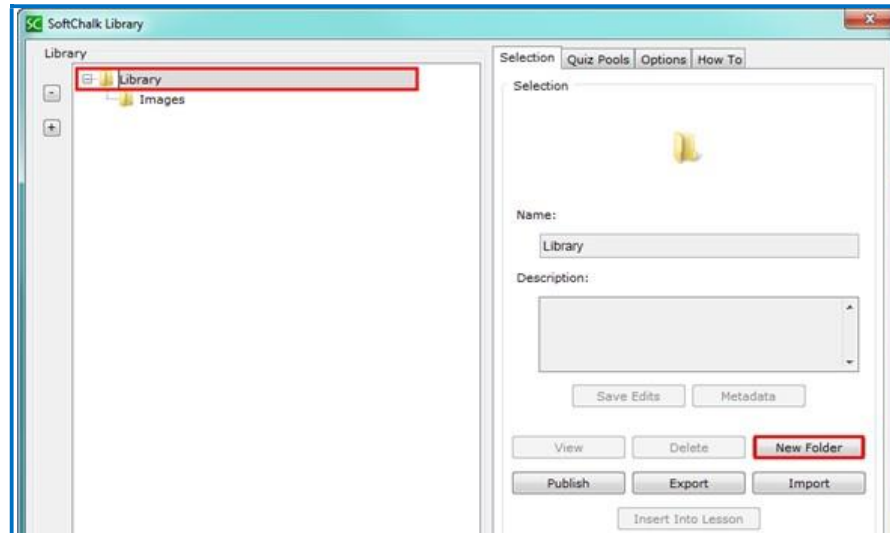 SC SoftChalk Library
x
Library
Selection Quiz Pools Options How To
- Library
Selection
-
Images
+
Name:
Library
Description:
Save Edits Metadata
View Delete New Folder
Publish Export Import
Insert Into Lesson